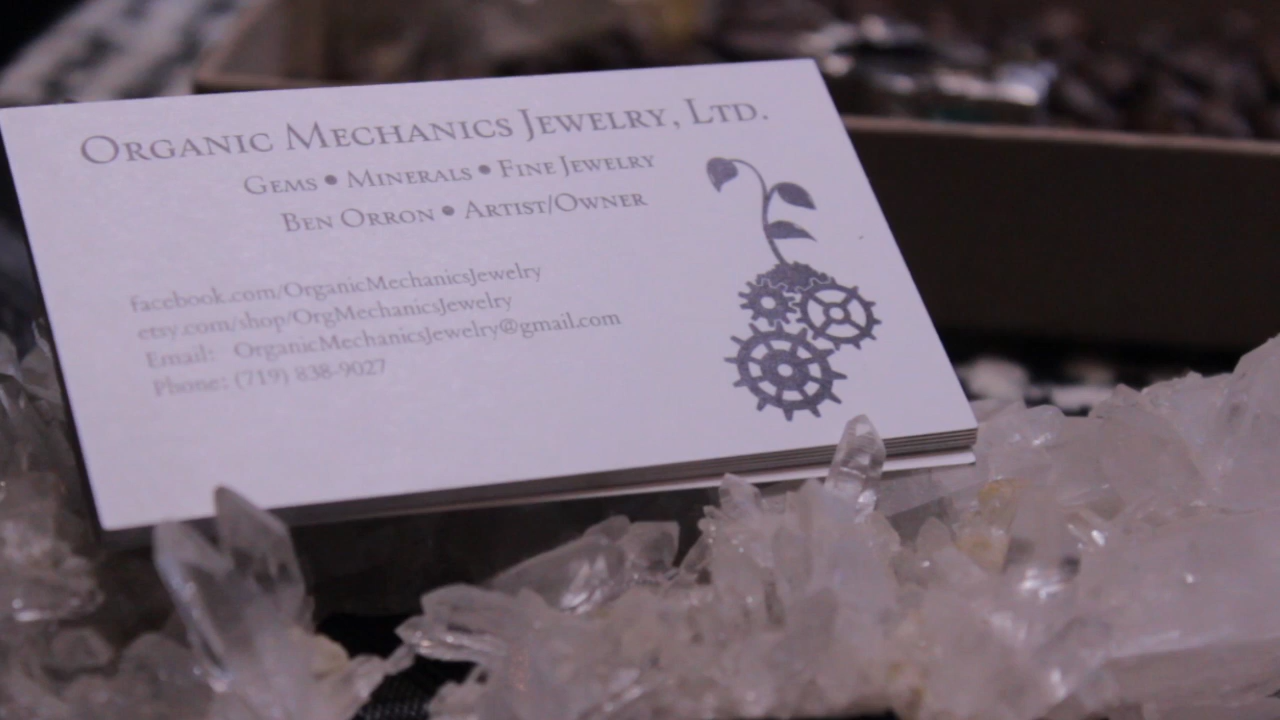 Organic Mechanics Jewelry, Ltd.
Gems • Minerals • Fine Jewelry
Ben Orron • Artist/Owner
facebook.com/OrganicMechanicsJewelry
etsy.com/shop/OrgMechanicsJewelry
Email: OrganicMechanicsJewelry@gmail.com
Phone: (719) 838-9027